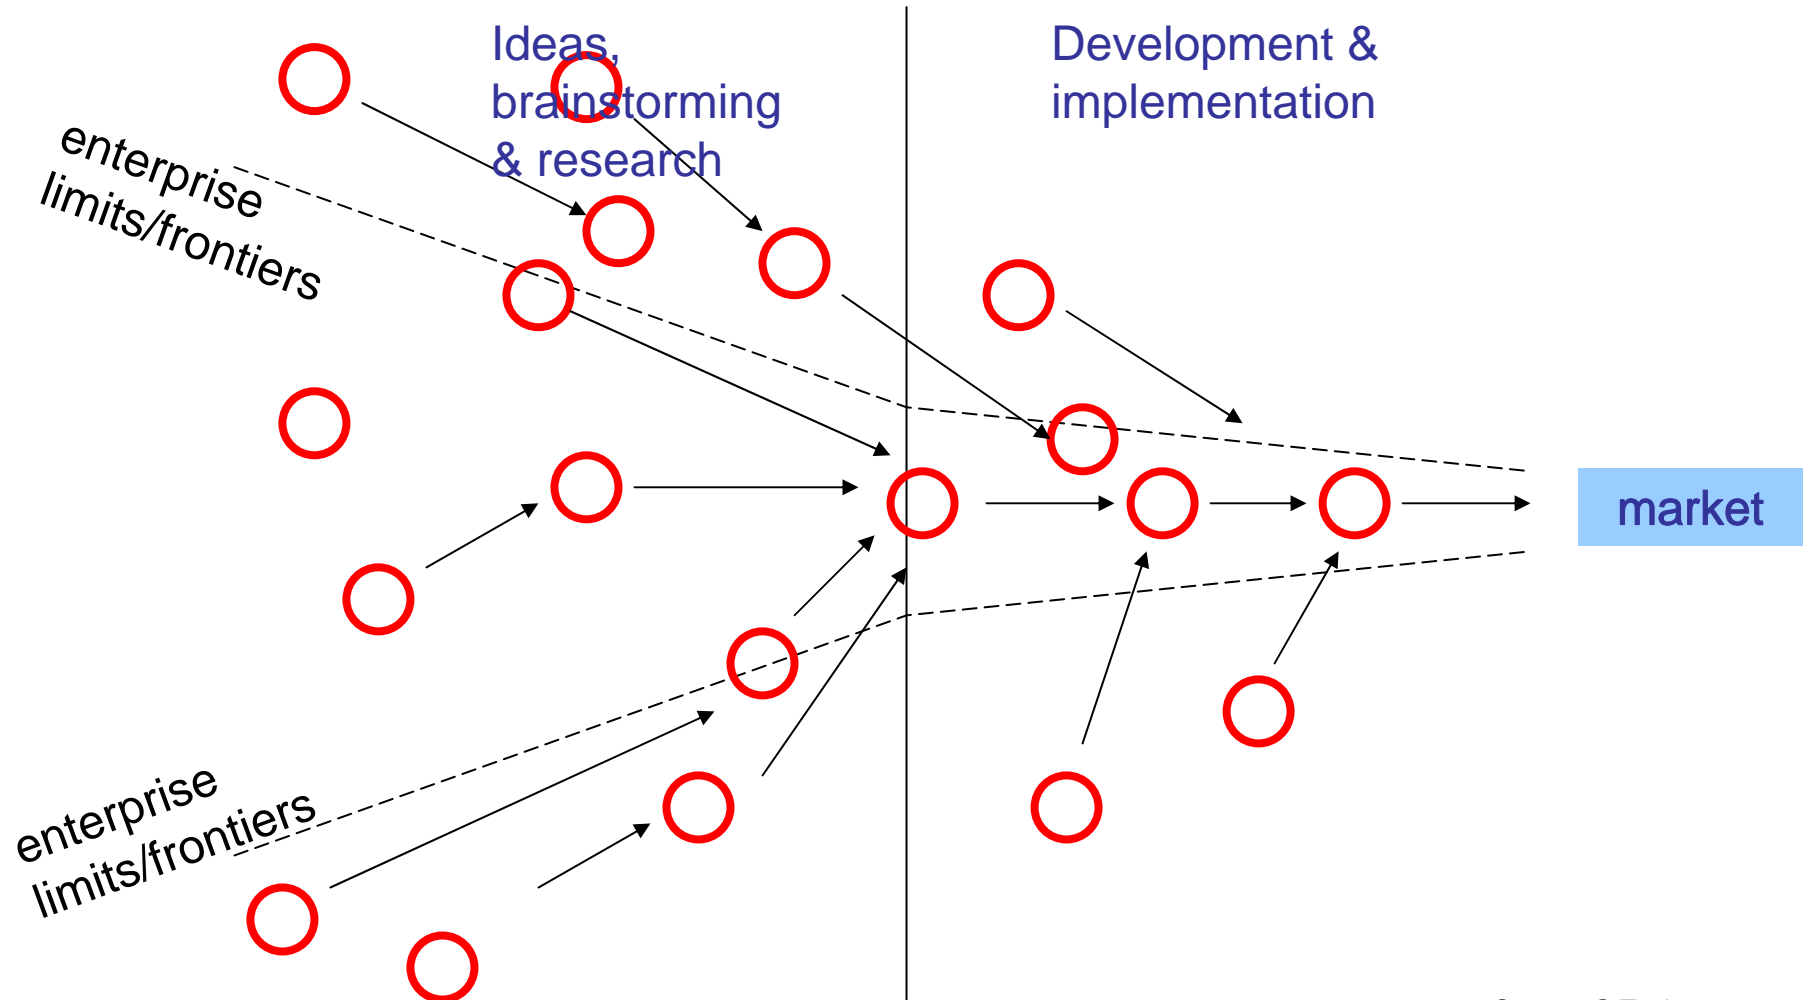 Ideas,
brainstorming
& research
Development &
implementation
enterprise
limits/frontiers
market
enterprise
limits/frontiers